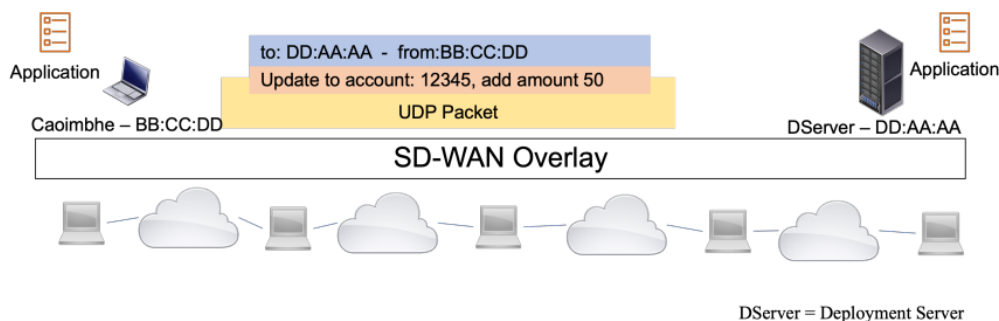 Application
to: DD:AA:AA - from:BB:CC:DD
Update to account: 12345, add amount 50
UDP Packet
Application
Caoimbhe – BB:CC:DD
DServer – DD:AA:AA
SD-WAN Overlay
DServer = Deployment Server